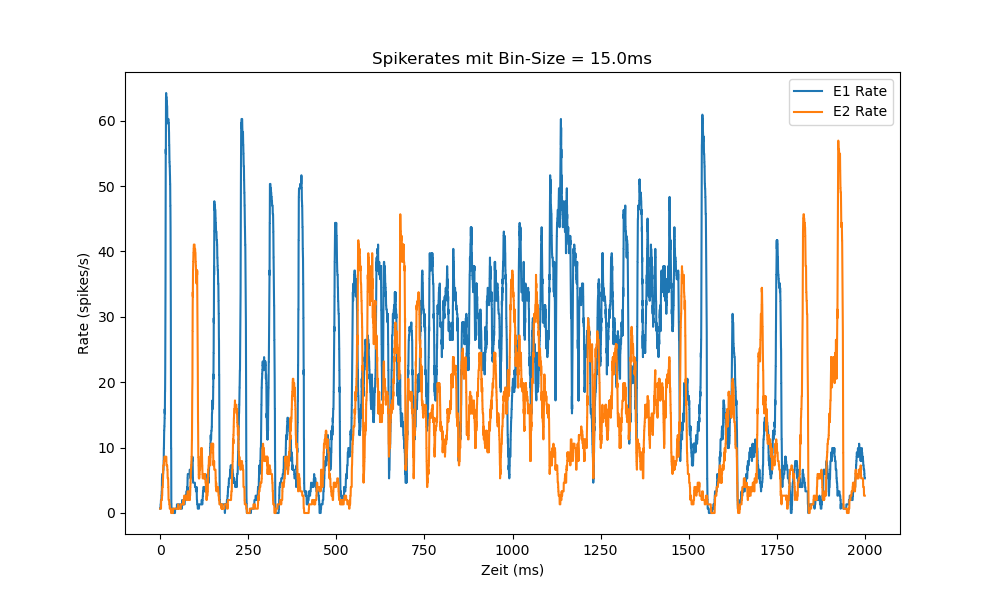 Spikerates mit Bin-Size = 15.0ms
E1 Rate
E2 Rate
60
50
40
30
20
10
0
Rate (spikes/s)
0 250 500 750 1000 1250 1500 1750 2000
Zeit (ms)